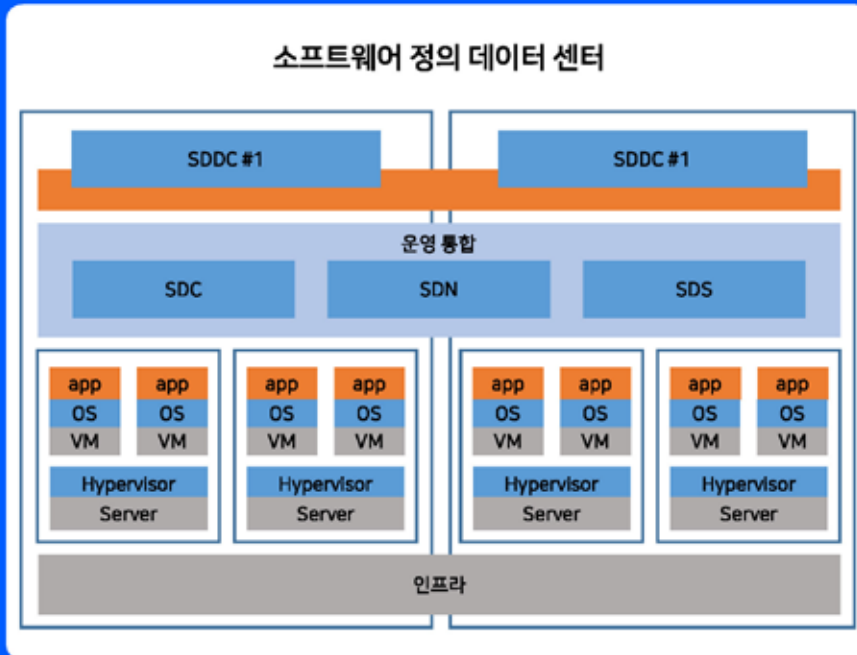 소프트웨어 정의 데이터 센터
SDDC #1 SDDC #1
운영 통합
SDC SDN SDS
app app app app app app app app
OS OS OS OS OS OS OS OS
VM VM VM VM VM VM VM VM
Hypervisor Hypervisor Hypervisor Hypervisor
Server Server Server Server
인프라